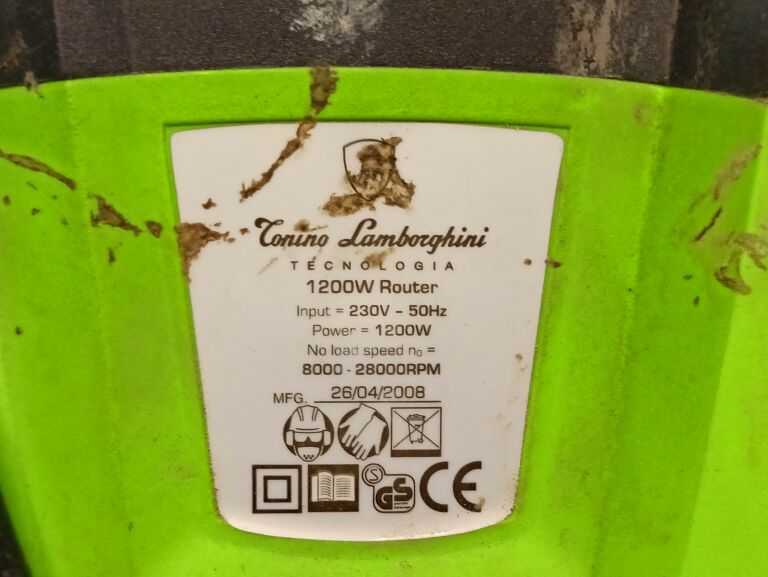 Tonino Lamborghini
TECNOLOGIA
1200W Router
Input = 230V - 50Hz
Power = 1200W
No load speed n₀ =
8000 - 28000RPM
MFG. 26/04/2008
S
GS
CE